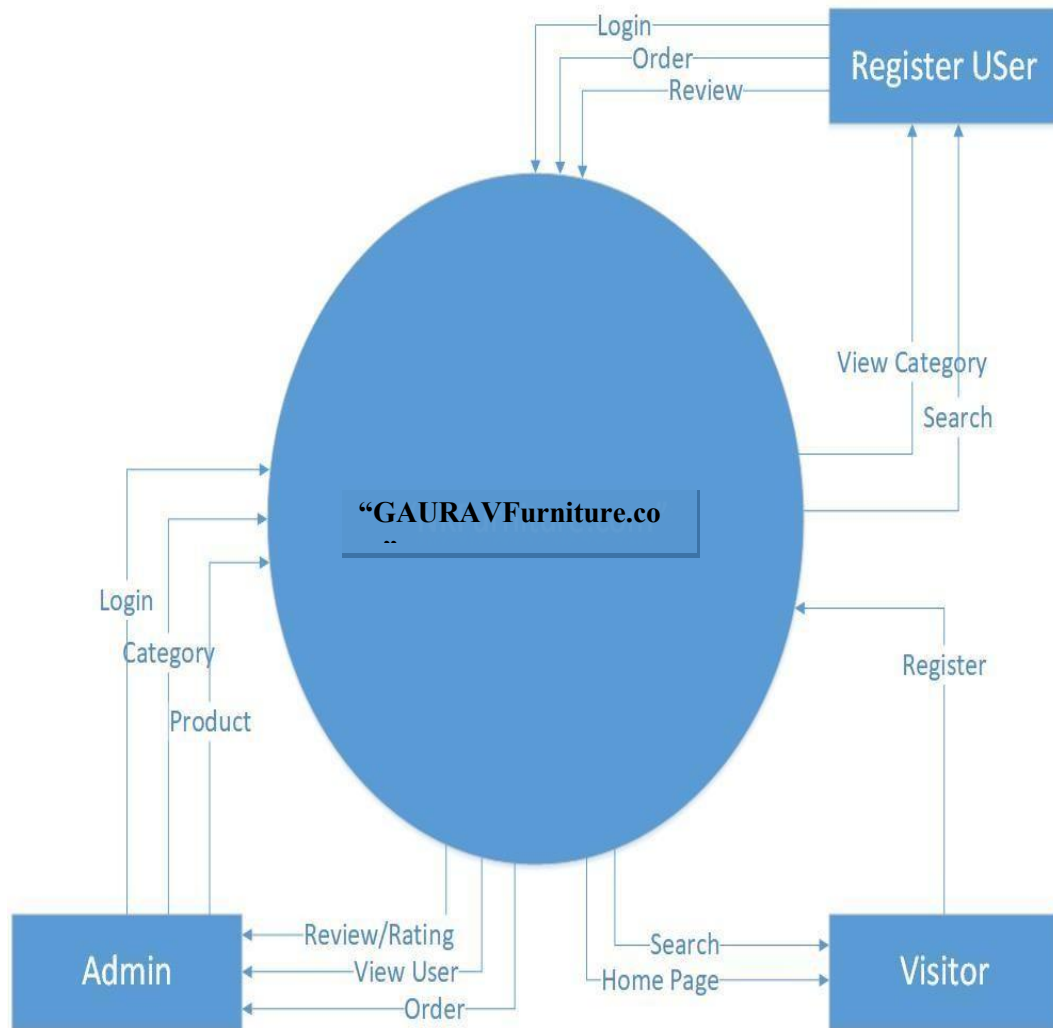 Login
Order
Review
Register USer
View Category
Search
“GAURAVFurniture.co
”
Login
Category
Product
Register
Admin
Review/Rating
View User
Order
Search
Home Page
Visitor